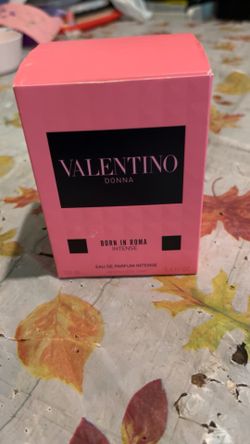 VALENTINO
DONNA
BORN IN ROMA
INTENSE
EAU DE PARFUM INTENSE